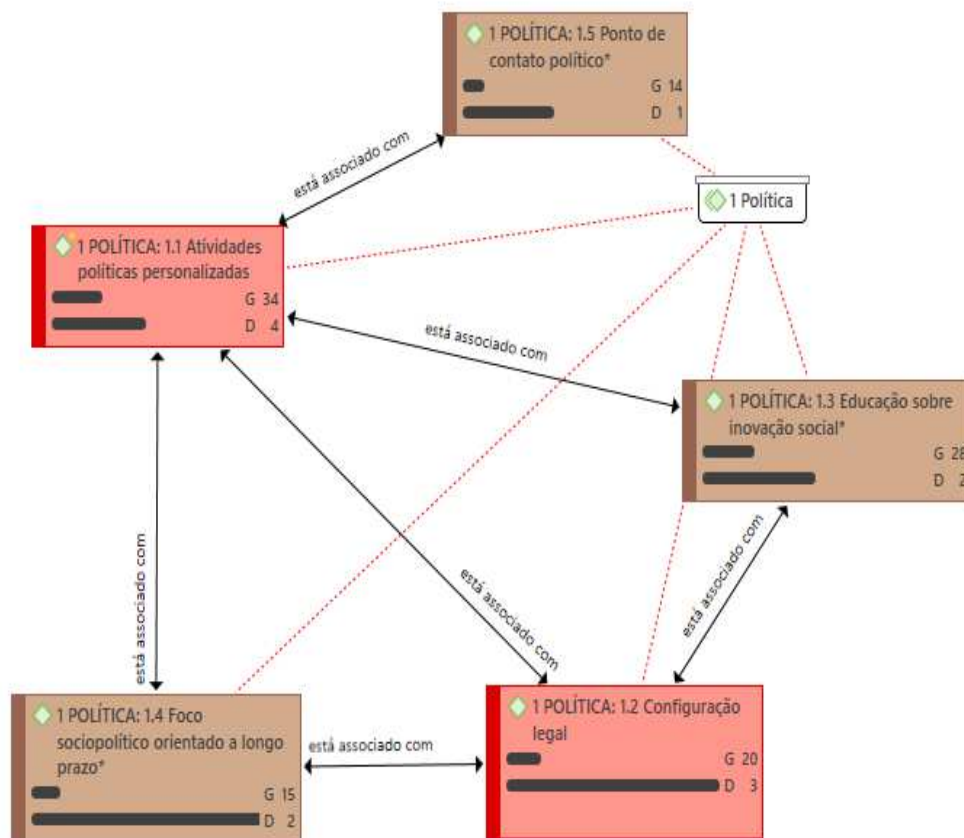 1 POLÍTICA: 1.5 Ponto de
contato político*
G 14
D 1
está associado com
1 Política
1 POLÍTICA: 1.1 Atividades
políticas personalizadas
G 34
D 4
está associado com
1 POLÍTICA: 1.3 Educação sobre
inovação social*
G 28
D 2
está associado com
está associado com
está associado com
1 POLÍTICA: 1.4 Foco
sociopolítico orientado a longo
prazo*
G 15
D 2
está associado com
1 POLÍTICA: 1.2 Configuração
legal
G 20
D 3